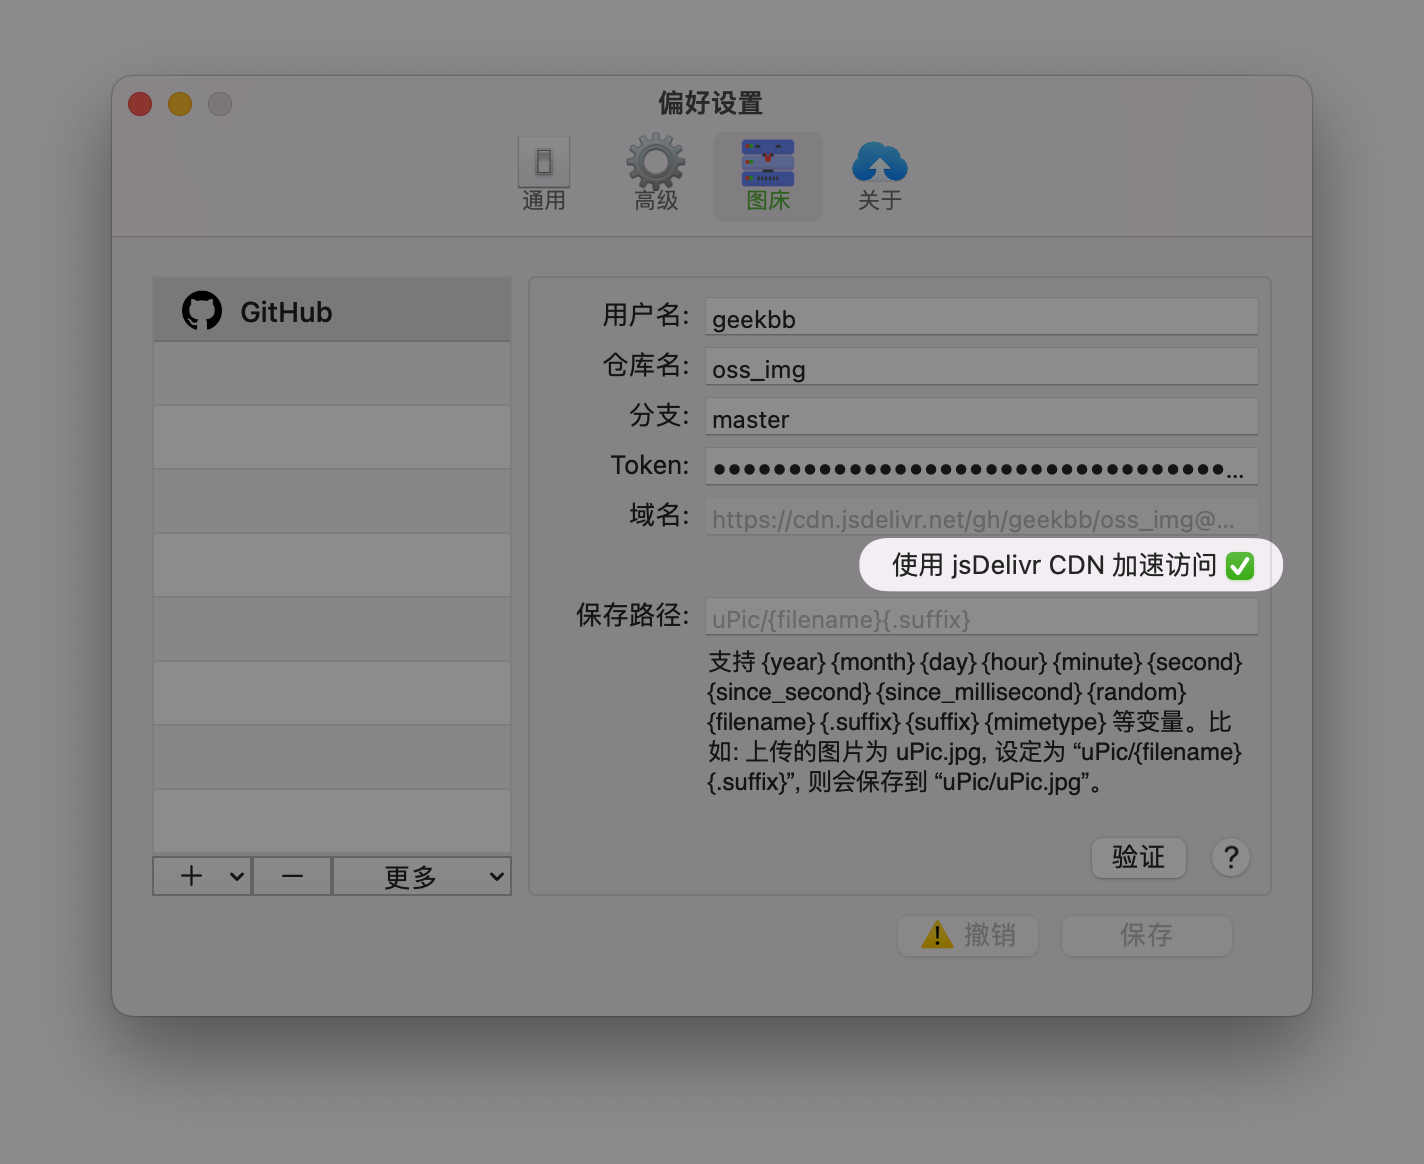 偏好设置
通用
高级
图床
关于
GitHub
用户名: geekbb
仓库名: oss_img
分支: master
Token: ●●●●●●●●●●●●●●●●●●●●●●●●●●●●●●●●●●...
域名: https://cdn.jsdelivr.net/gh/geekbb/oss_img@...
使用 jsDelivr CDN 加速访问 ✅
保存路径: uPic/{filename}{.suffix}
支持 {year} {month} {day} {hour} {minute} {second}
{since_second} {since_millisecond} {random}
{filename} {.suffix} {suffix} {mimetype} 等变量。比
如: 上传的图片为 uPic.jpg, 设定为 “uPic/{filename}
{.suffix}”, 则会保存到 “uPic/uPic.jpg”。
验证
?
更多
⚠️ 撤销
保存